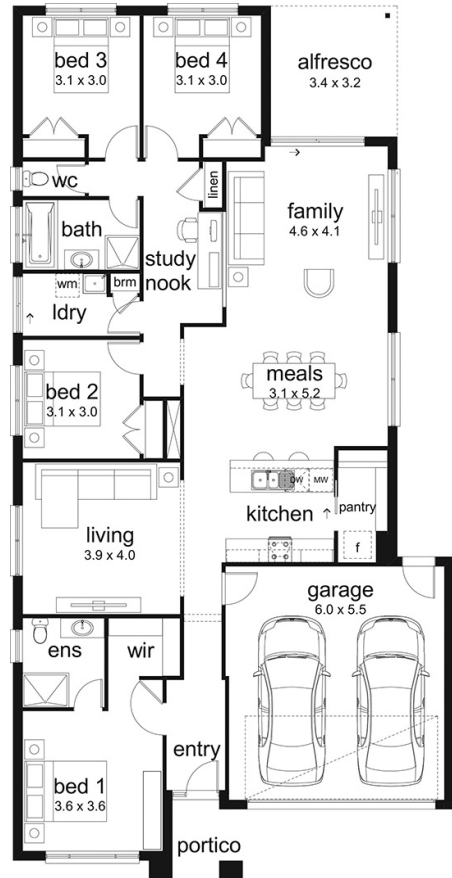 bed 3
3.1 x 3.0
bed 4
3.1 x 3.0
alfresco
3.4 x 3.2
wc
linen
family
4.6 x 4.1
bath
study
nook
wm
brm
ldry
bed 2
3.1 x 3.0
meals
3.1 x 5.2
DW
MW
kitchen
pantry
f
living
3.9 x 4.0
garage
6.0 x 5.5
ens
wir
entry
bed 1
3.6 x 3.6
portico